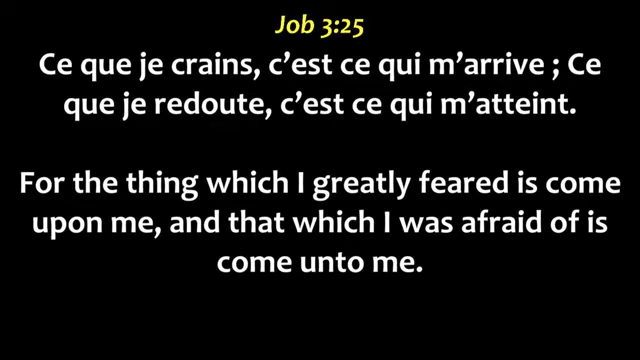 Job 3:25
Ce que je crains, c’est ce qui m’arrive ; Ce
que je redoute, c’est ce qui m’atteint.
For the thing which I greatly feared is come
upon me, and that which I was afraid of is
come unto me.